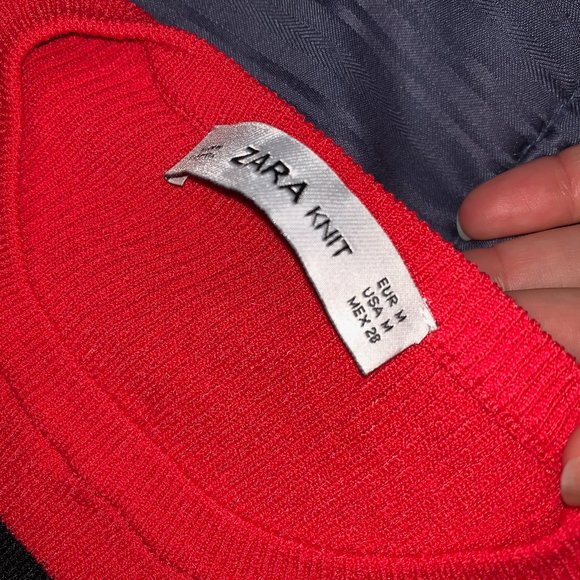 ZARA KNIT
EUR M
USA M
MEX 28